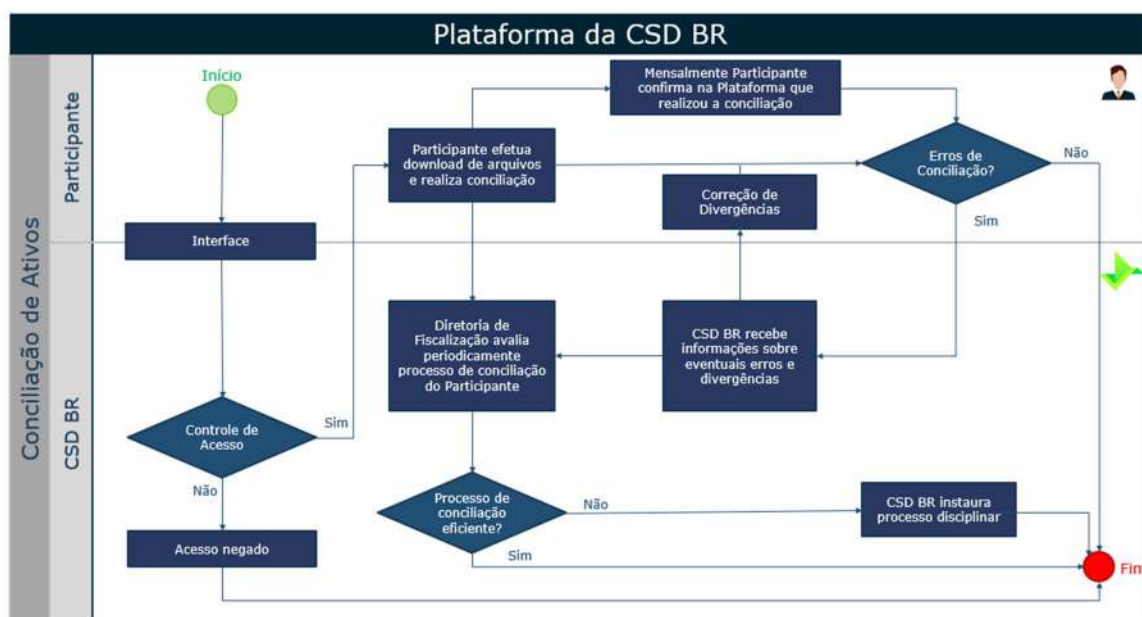 Plataforma da CSD BR
Conciliação de Ativos
Participante
CSD BR
Início
Mensalmente Participante
confirma na Plataforma que
realizou a conciliação
Participante efetua
download de arquivos
e realiza conciliação
Erros de
Conciliação?
Não
Correção de
Divergências
Sim
Interface
Diretoria de
Fiscalização avalia
periodicamente
processo de conciliação
do Participante
CSD BR recebe
informações sobre
eventuais erros e
divergências
Controle de
Acesso
Sim
Não
Processo de
conciliação
eficiente?
Não
CSD BR instaura
processo disciplinar
Acesso negado
Sim
Fim